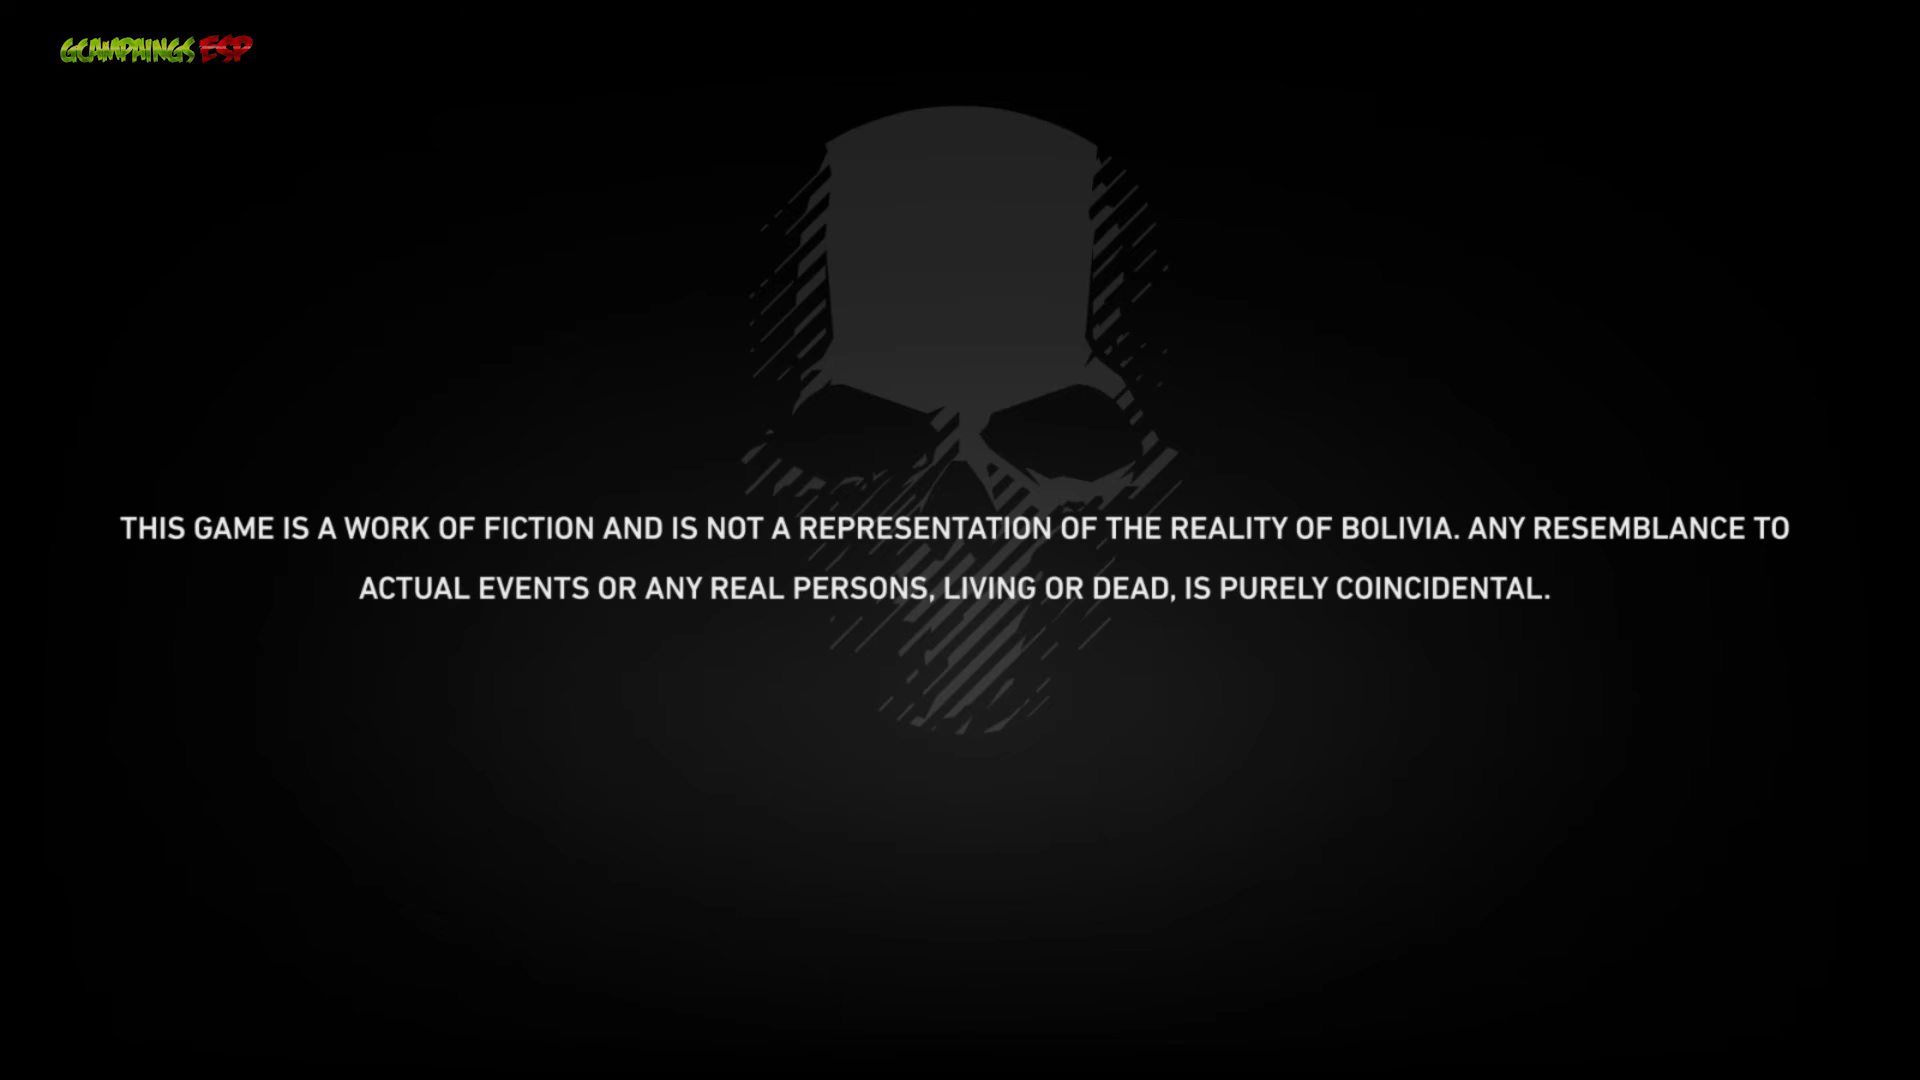 GCAMPAINGS ESP
THIS GAME IS A WORK OF FICTION AND IS NOT A REPRESENTATION OF THE REALITY OF BOLIVIA. ANY RESEMBLANCE TO
ACTUAL EVENTS OR ANY REAL PERSONS, LIVING OR DEAD, IS PURELY COINCIDENTAL.